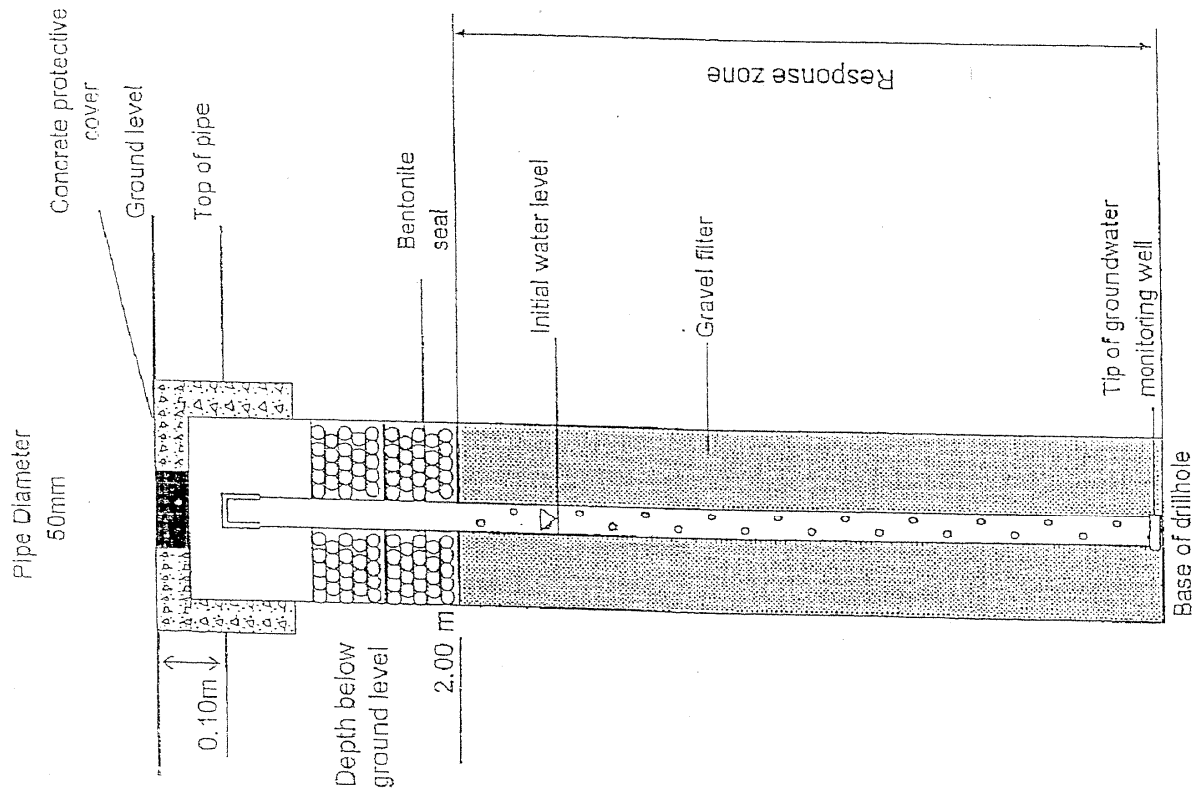 Pipe Diameter
50mm
Concrete protective
cover
Ground level
Top of pipe
0.10m
Depth below
ground level
2.00 m
Bentonite
seal
Response zone
Initial water level
Gravel filter
Tip of groundwater
monitoring well
Base of drillhole